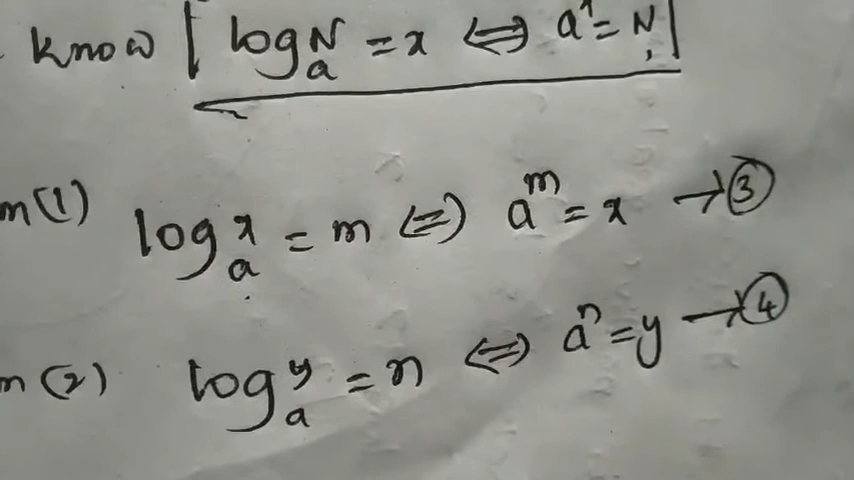 know [ log_a N = x ⇔ a^x = N ]
m (1) log_a x = m ⇔ a^m = x → ③
m (2) log_a y = n ⇔ a^n = y → ④